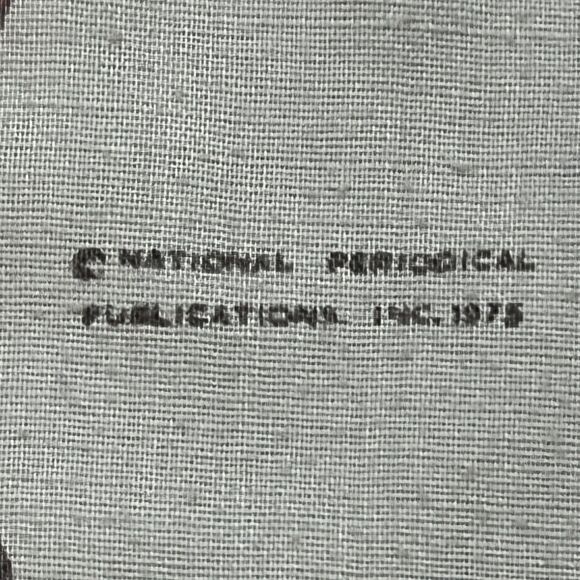 © NATIONAL PERIODICAL
PUBLICATIONS INC. 1975